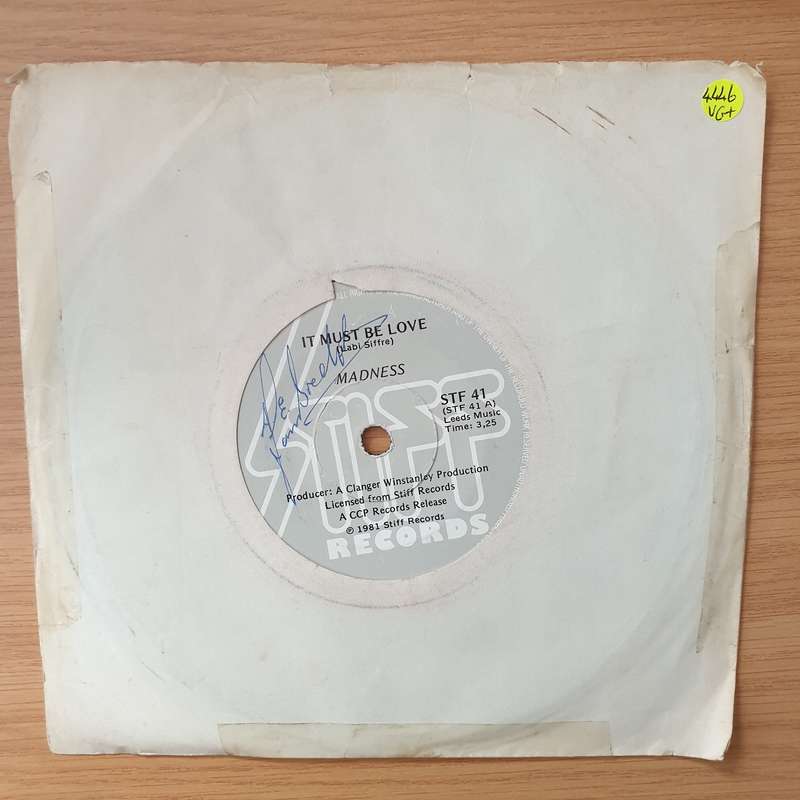 4446
VG+
IT MUST BE LOVE
(Labi Siffre)
MADNESS
STF 41
(STF 41 A)
Leeds Music
Time: 3,25
STIFF
Producer: A Clanger Winstanley Production
Licensed from Stiff Records
A CCP Records Release
℗ 1981 Stiff Records
RECORDS